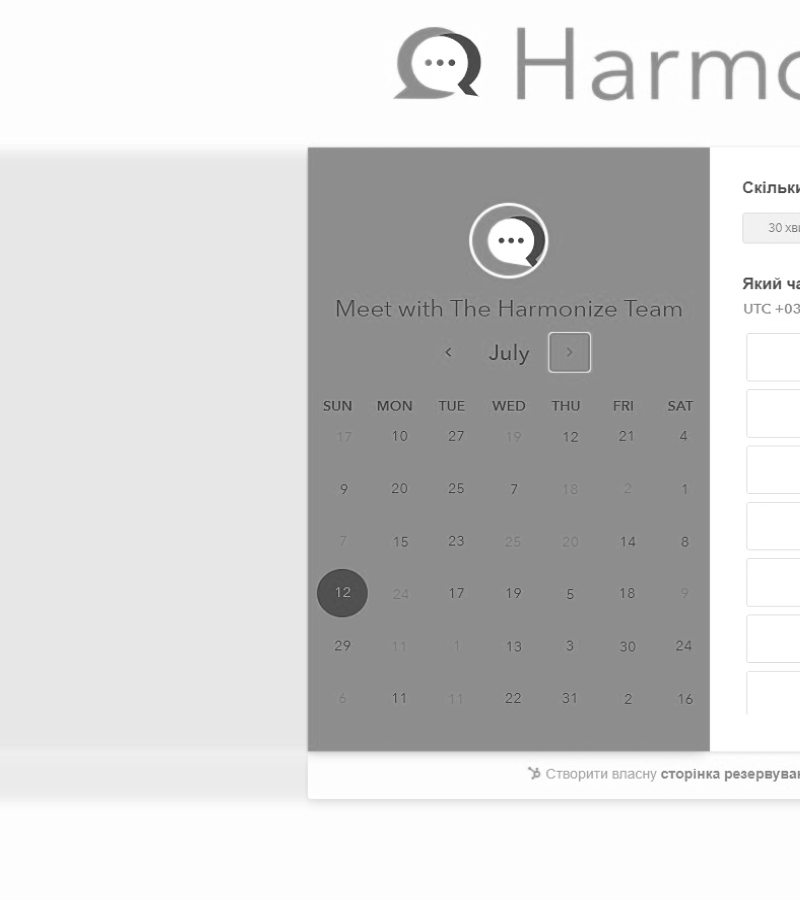 Harmo
Meet with The Harmonize Team
July
SUN MON TUE WED THU FRI SAT
17 10 27 19 12 21 4
9 20 25 7 18 2 1
7 15 23 25 20 14 8
12 24 17 19 5 18 9
29 11 1 13 3 30 24
6 11 11 22 31 2 16
Скільки
30 хви
Який ча
UTC +03
Створити власну сторінка резервуван